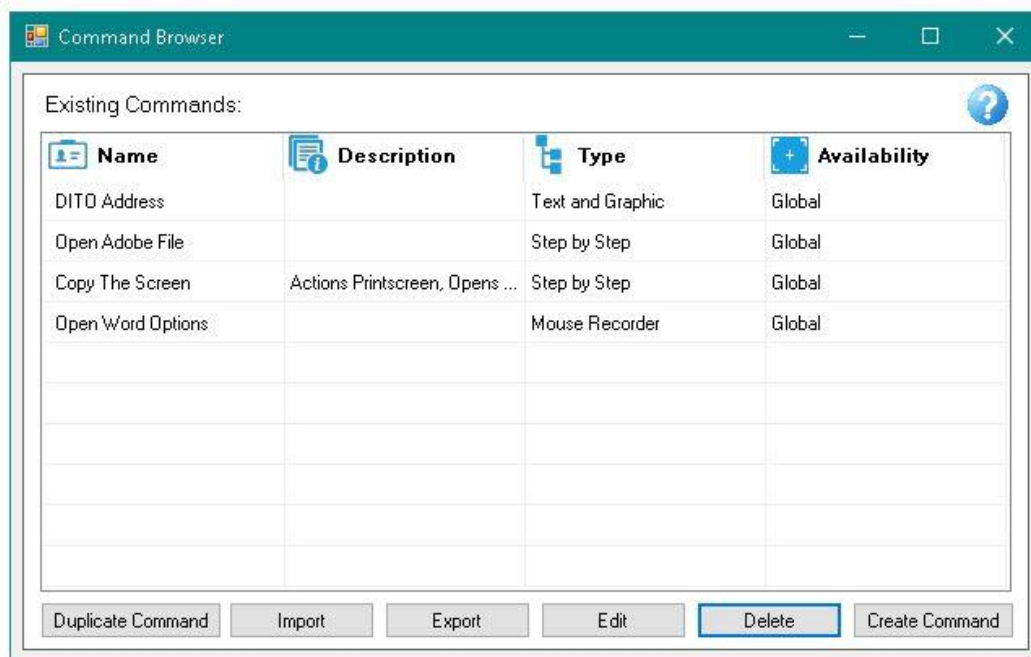 Command Browser
Existing Commands:
Name Description Type Availability
DITO Address Text and Graphic Global
Open Adobe File Step by Step Global
Copy The Screen Actions Printscreen, Opens ... Step by Step Global
Open Word Options Mouse Recorder Global
Duplicate Command Import Export Edit Delete Create Command